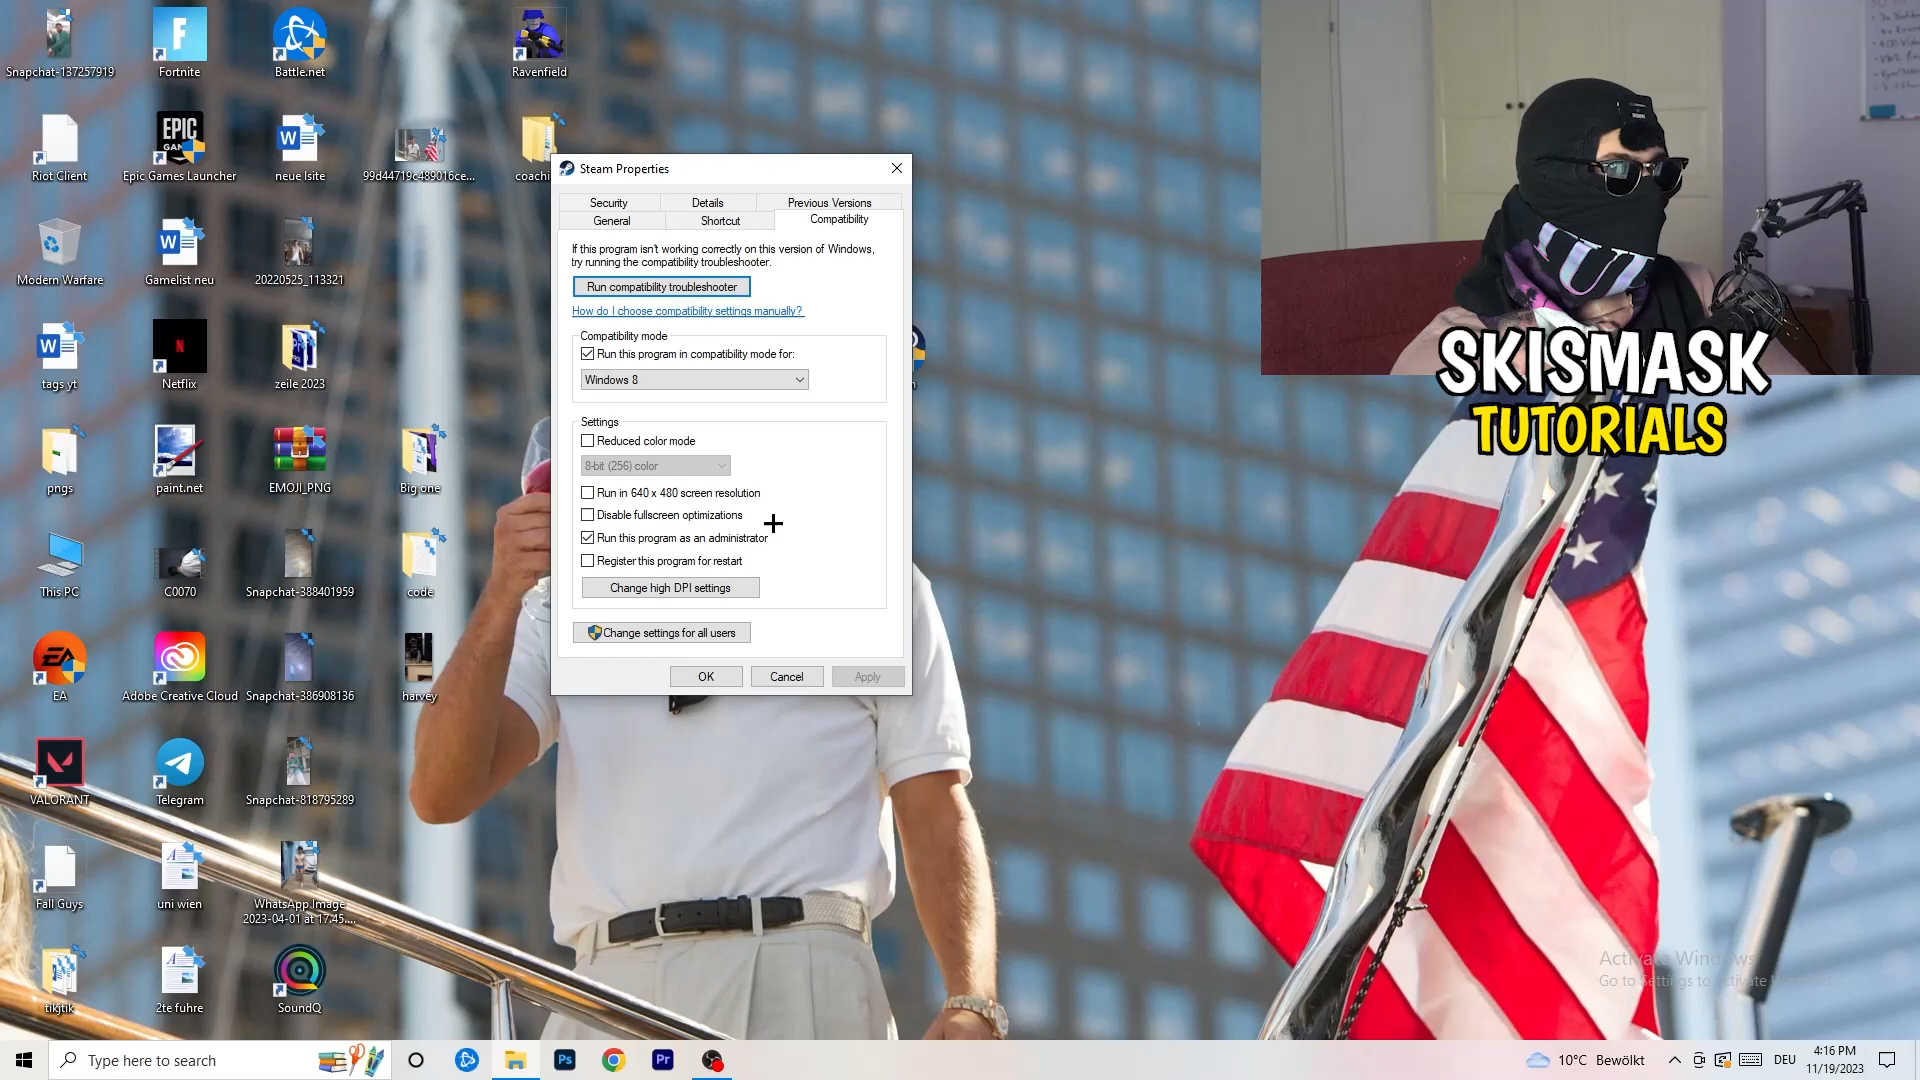 Snapchat-137257919
Fortnite
Battle.net
Ravenfield
Riot Client
EPIC
Epic Games Launcher
neue lsite
99d44719c489016ce...
Modern Warfare
Gamelist neu
20220525_113321
tags yt
Netflix
zeile 2023
pngs
paint.net
EMOJI_PNG
Big one
This PC
C0070
Snapchat-388401959
code
EA
Adobe Creative Cloud
Snapchat-386908136
harvey
VALORANT
Telegram
Snapchat-818795289
Fall Guys
uni wien
WhatsApp Image
2023-04-01 at 17.45....
tikjtik
2te fuhre
SoundQ
Steam Properties
Security
Details
Previous Versions
General
Shortcut
Compatibility
If this program isn't working correctly on this version of Windows,
try running the compatibility troubleshooter.
Run compatibility troubleshooter
How do I choose compatibility settings manually?
Compatibility mode
Run this program in compatibility mode for:
Windows 8
Settings
Reduced color mode
8-bit (256) color
Run in 640 x 480 screen resolution
Disable fullscreen optimizations
Run this program as an administrator
Register this program for restart
Change high DPI settings
Change settings for all users
OK
Cancel
Apply
SKISMASK
TUTORIALS
Activate Windows
Go to Settings to activate
Type here to search
Ps
Pr
10°C Bewölkt
DEU
4:16 PM
11/19/2023